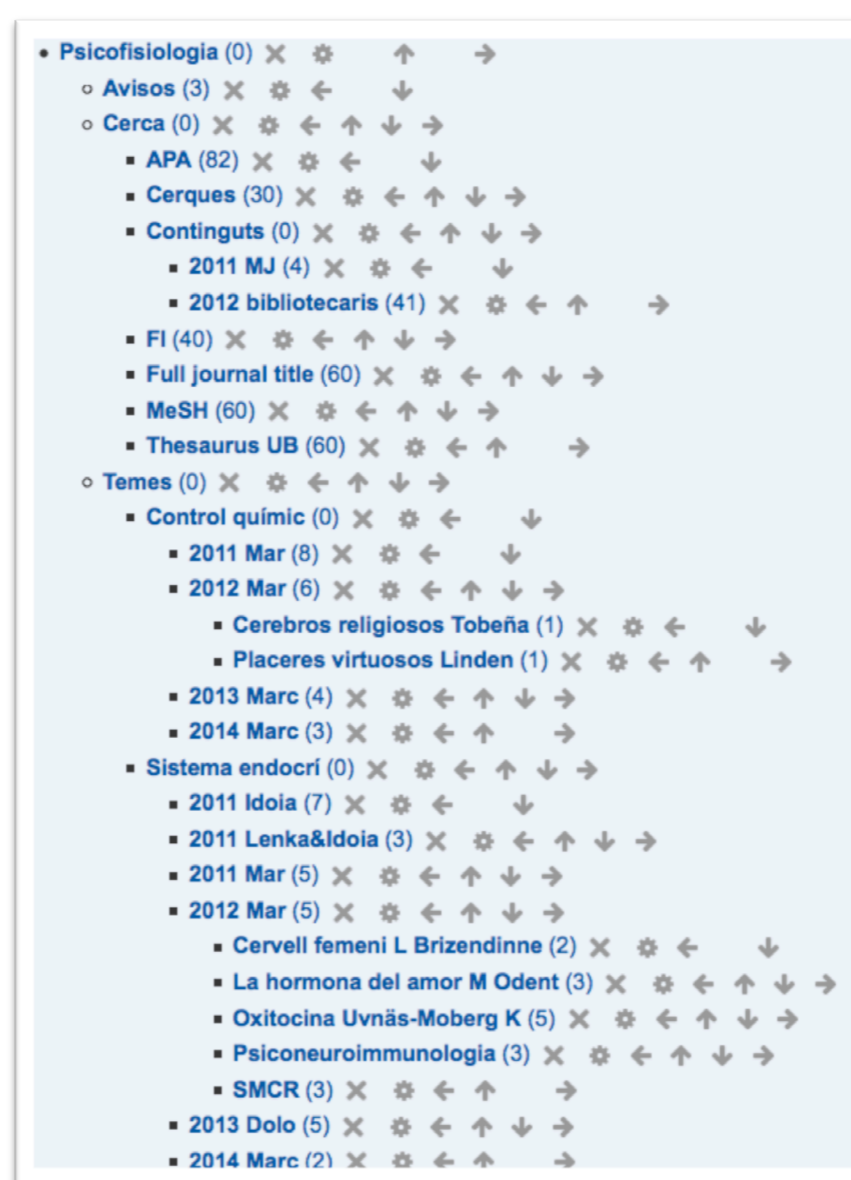 Psicofisiologia (0)
Avisos (3)
Cerca (0)
APA (82)
Cerques (30)
Continguts (0)
2011 MJ (4)
2012 bibliotecaris (41)
FI (40)
Full journal title (60)
MeSH (60)
Thesaurus UB (60)
Temes (0)
Control químic (0)
2011 Mar (8)
2012 Mar (6)
Cerebros religiosos Tobeña (1)
Placeres virtuosos Linden (1)
2013 Marc (4)
2014 Marc (3)
Sistema endocrí (0)
2011 Idoia (7)
2011 Lenka&Idoia (3)
2011 Mar (5)
2012 Mar (5)
Cervell femeni L Brizendinne (2)
La hormona del amor M Odent (3)
Oxitocina Uvnäs-Moberg K (5)
Psiconeuroimmunologia (3)
SMCR (3)
2013 Dolo (5)
2014 Marc (2)